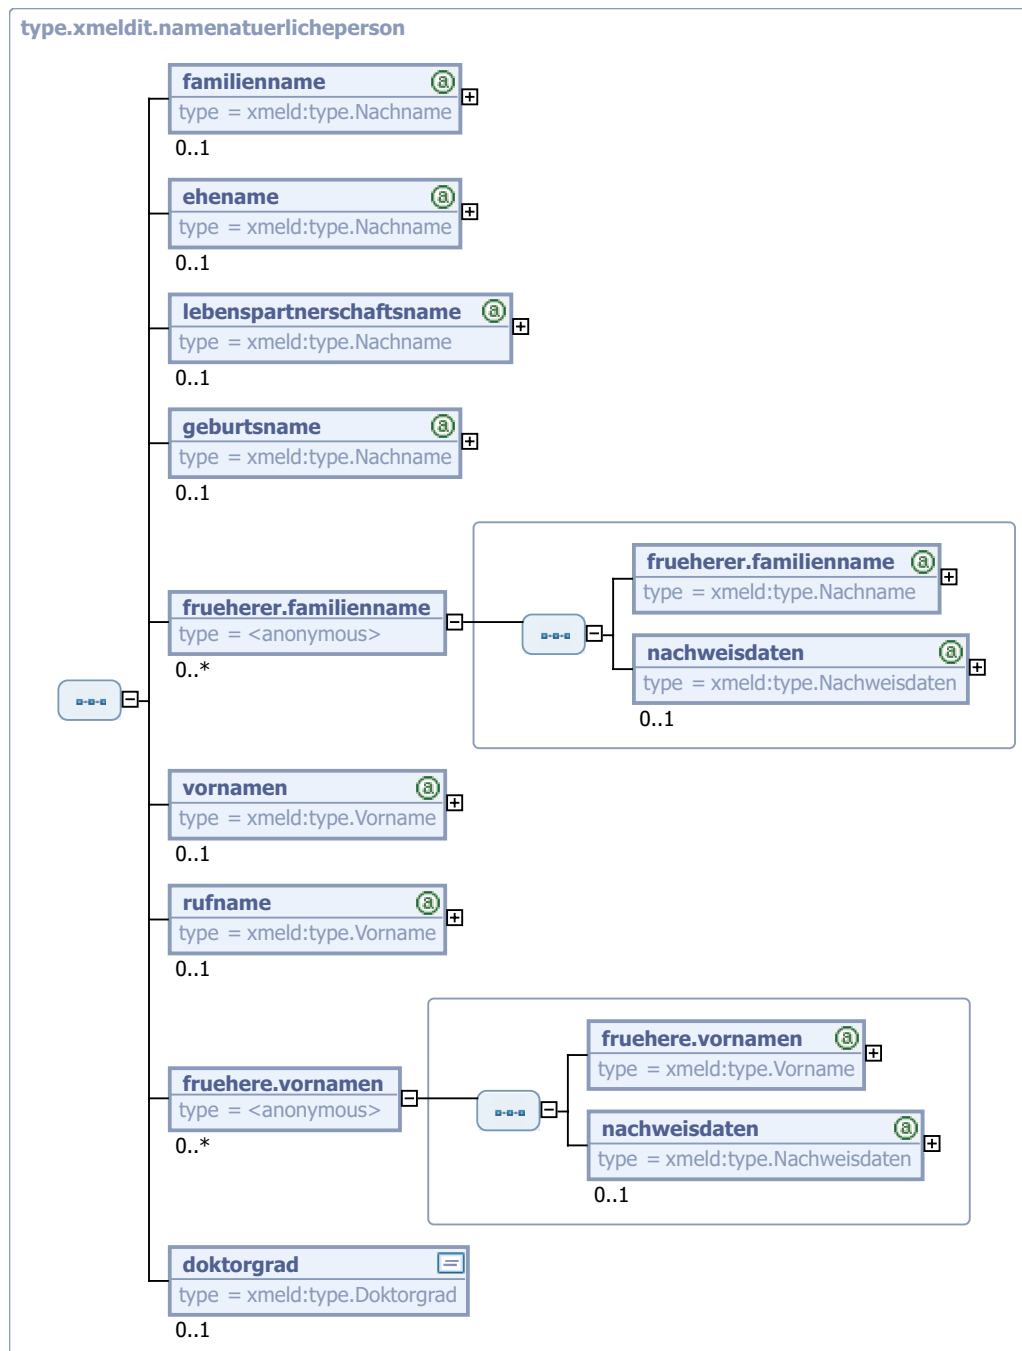 type.xmeldit.namenatuerlicheperson
familienname
type = xmeld:type.Nachname
0..1
ehename
type = xmeld:type.Nachname
0..1
lebenspartnerschaftsname
type = xmeld:type.Nachname
0..1
geburtsname
type = xmeld:type.Nachname
0..1
frueherer.familienname
type = <anonymous>
0..*
frueherer.familienname
type = xmeld:type.Nachname
nachweisdaten
type = xmeld:type.Nachweisdaten
0..1
vornamen
type = xmeld:type.Vorname
0..1
rufname
type = xmeld:type.Vorname
0..1
fruehere.vornamen
type = <anonymous>
0..*
fruehere.vornamen
type = xmeld:type.Vorname
nachweisdaten
type = xmeld:type.Nachweisdaten
0..1
doktorgrad
type = xmeld:type.Doktorgrad
0..1